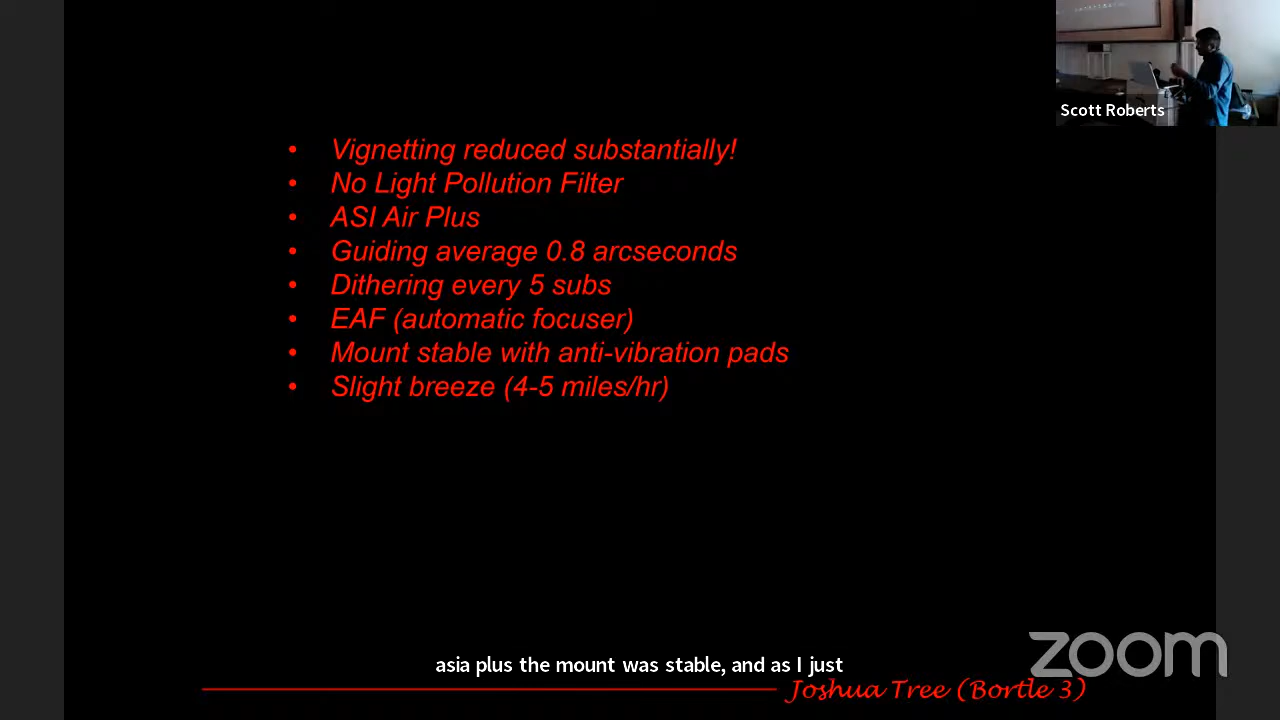 Scott Roberts
• Vignetting reduced substantially!
• No Light Pollution Filter
• ASI Air Plus
• Guiding average 0.8 arcseconds
• Dithering every 5 subs
• EAF (automatic focuser)
• Mount stable with anti-vibration pads
• Slight breeze (4-5 miles/hr)
asia plus the mount was stable, and as I just
zoom
Joshua Tree (Bortle 3)